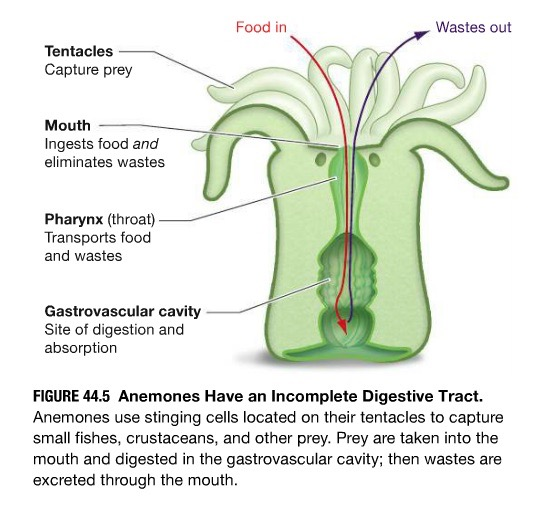 Food in
Wastes out
Tentacles
Capture prey
Mouth
Ingests food and
eliminates wastes
Pharynx (throat)
Transports food
and wastes
Gastrovascular cavity
Site of digestion and
absorption
FIGURE 44.5 Anemones Have an Incomplete Digestive Tract.
Anemones use stinging cells located on their tentacles to capture
small fishes, crustaceans, and other prey. Prey are taken into the
mouth and digested in the gastrovascular cavity; then wastes are
excreted through the mouth.